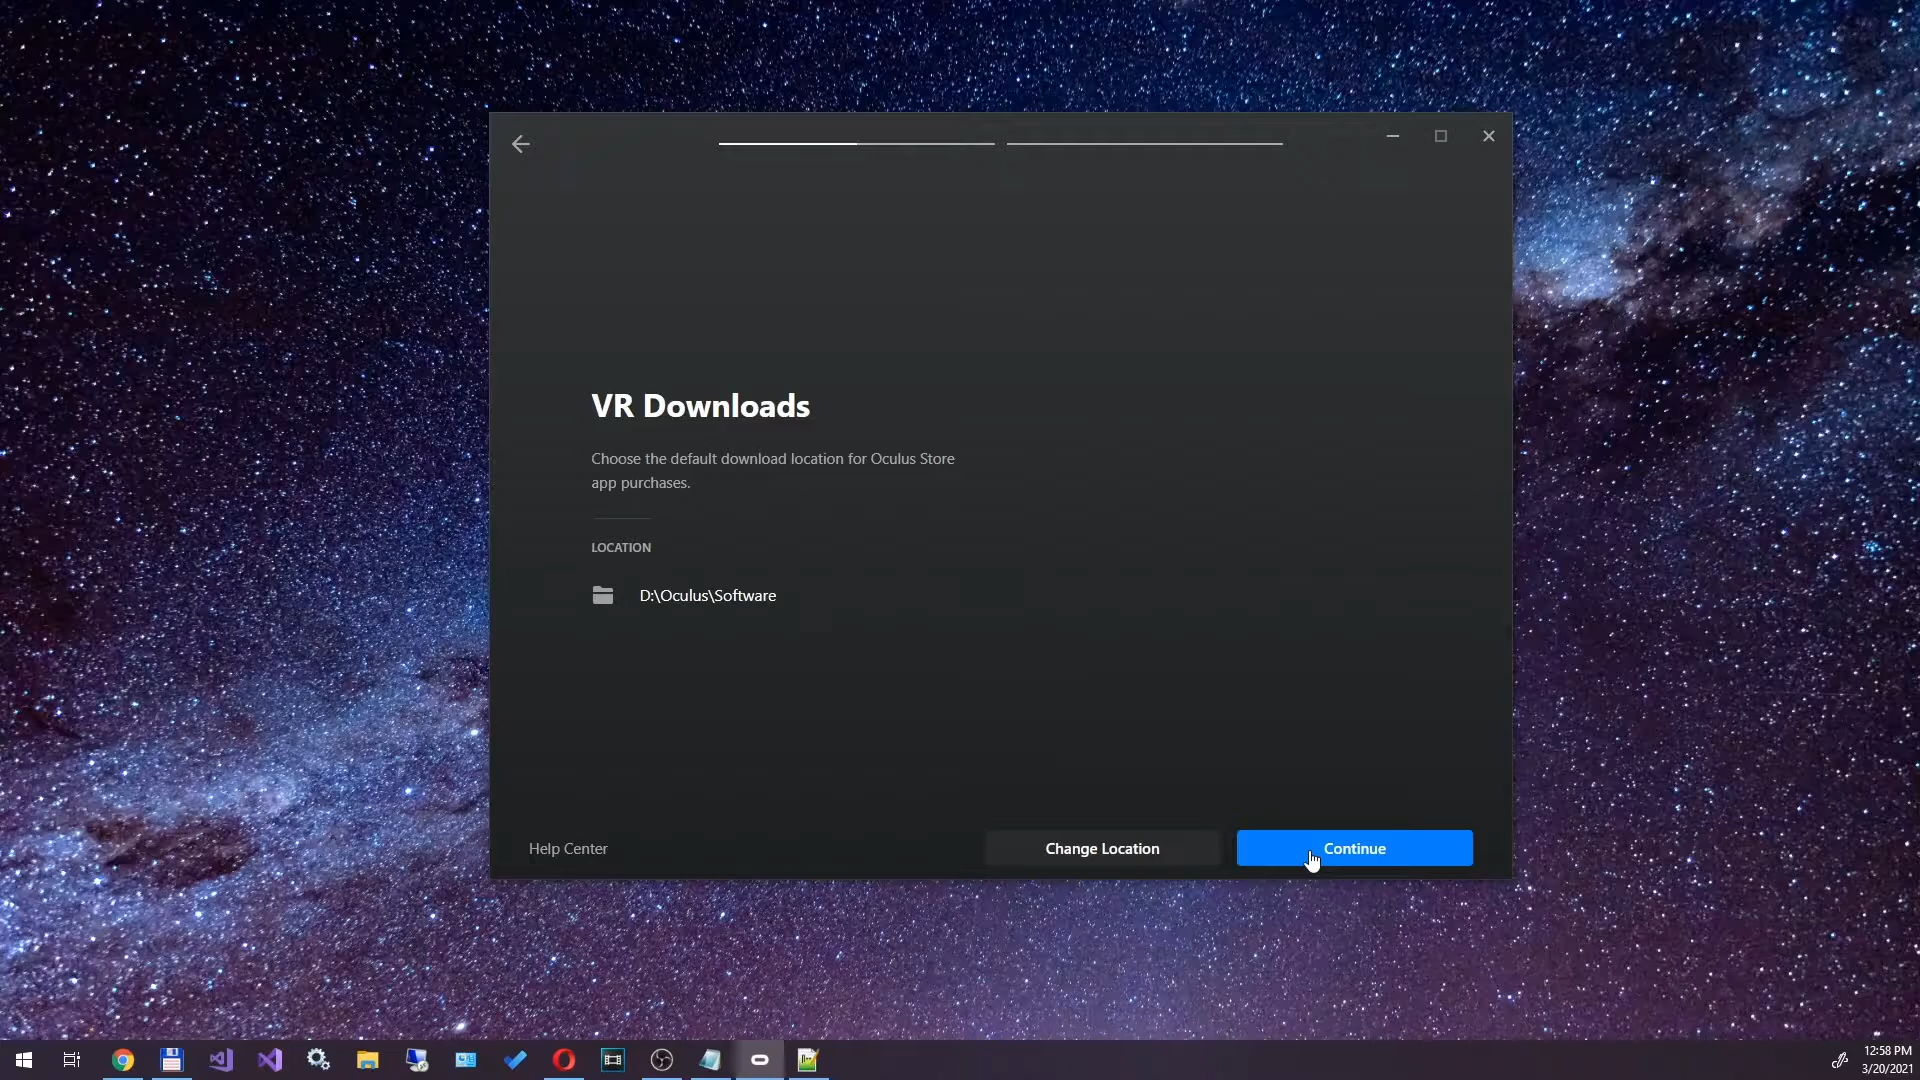 VR Downloads
Choose the default download location for Oculus Store
app purchases.
LOCATION
D:\Oculus\Software
Help Center
Change Location
Continue
12:58 PM
3/20/2021